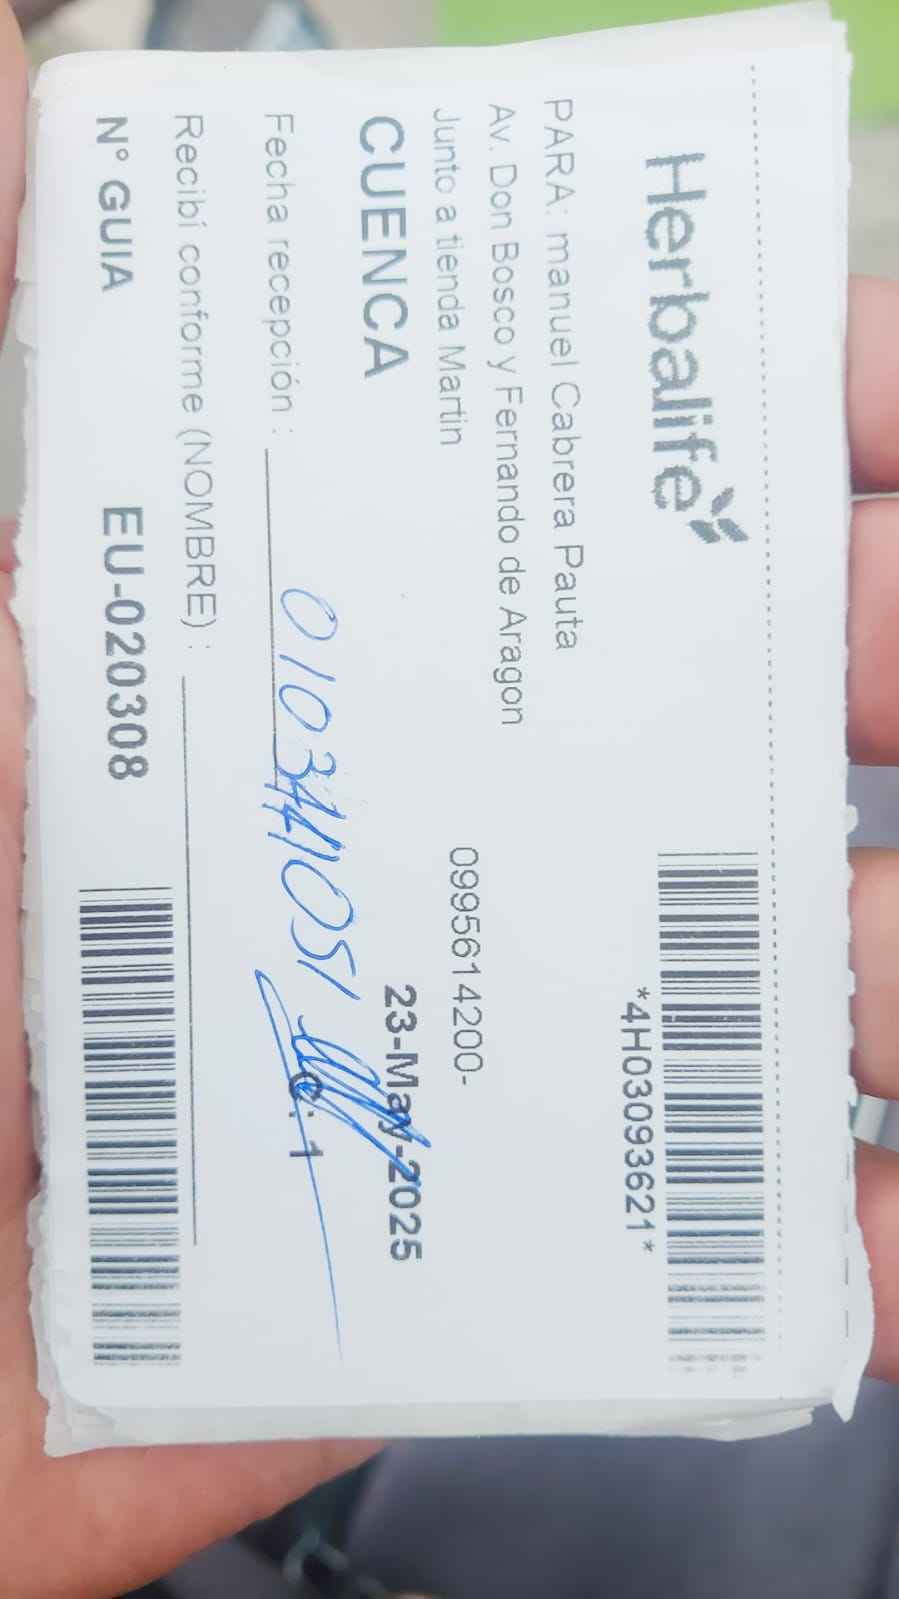 Herbalife
*4H03093621*
PARA: manuel Cabrera Pauta
Av. Don Bosco y Fernando de Aragon
Junto a tienda Martin 0995614200-
CUENCA 23-May-2025
Fecha recepción :
C: 1
Recibí conforme (NOMBRE) :
N° GUIA EU-020308